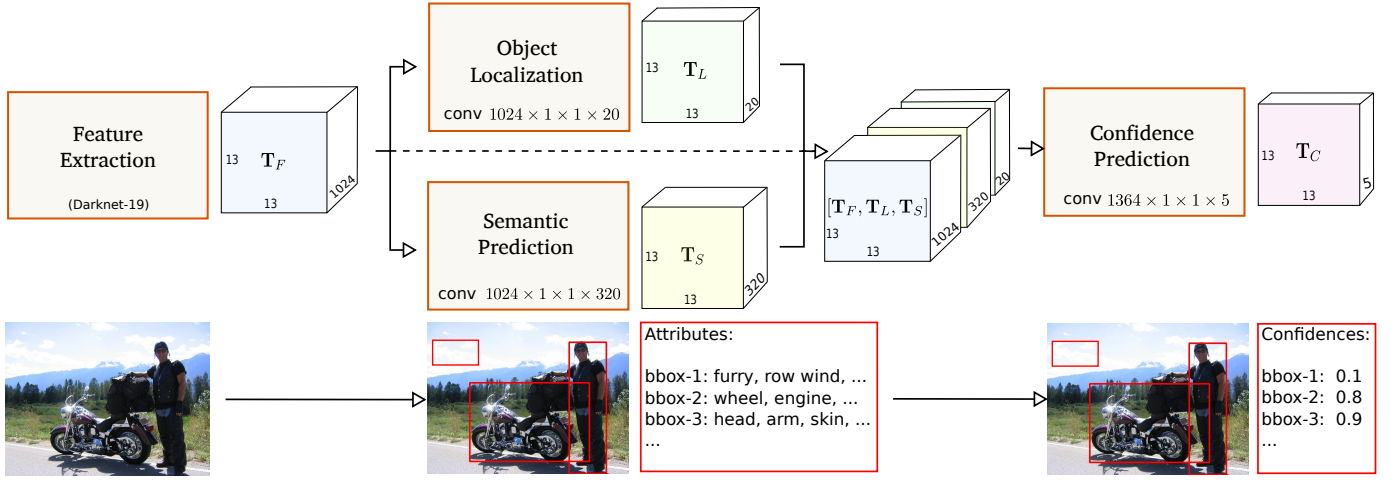 Feature
Extraction
(Darknet-19)
13
T_F
13
1024
Object
Localization
conv 1024 × 1 × 1 × 20
13
T_L
13
20
Semantic
Prediction
conv 1024 × 1 × 1 × 320
13
T_S
13
320
[T_F, T_L, T_S]
13
13
1024
320
20
Confidence
Prediction
conv 1364 × 1 × 1 × 5
13
T_C
13
5
Attributes:
bbox-1: furry, row wind, ...
bbox-2: wheel, engine, ...
bbox-3: head, arm, skin, ...
...
Confidences:
bbox-1: 0.1
bbox-2: 0.8
bbox-3: 0.9
...